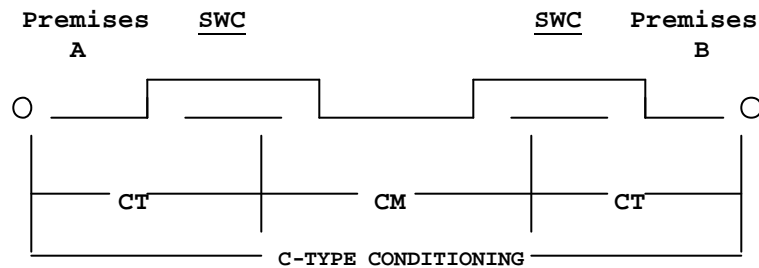 Premises SWC SWC Premises
A B
CT CM CT
C-TYPE CONDITIONING